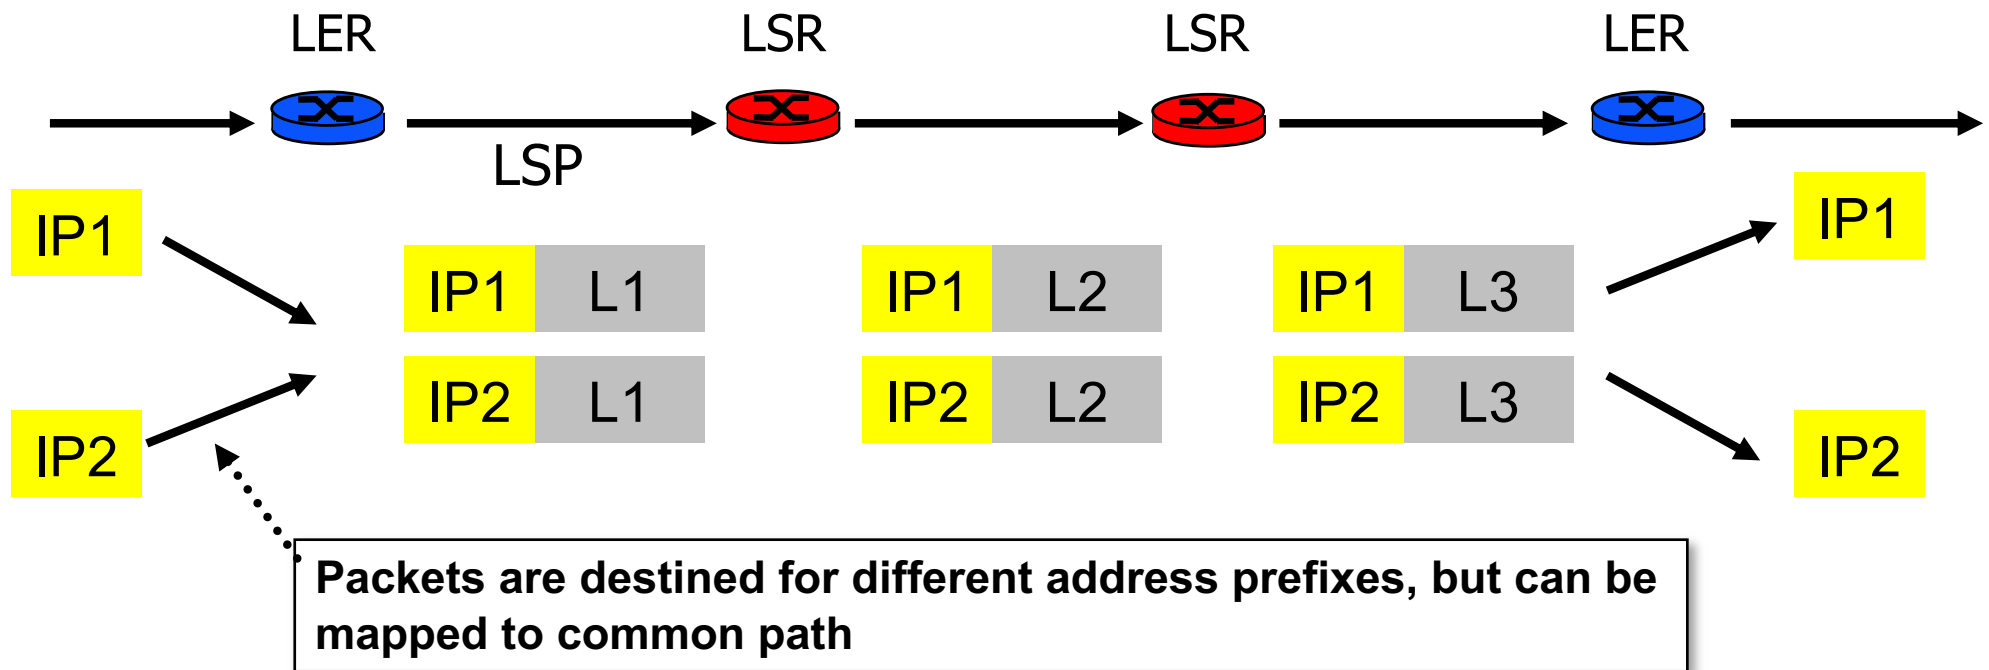 LER LSR LSR LER
LSP
IP1 IP1
IP1 L1 IP1 L2 IP1 L3
IP2 L1 IP2 L2 IP2 L3
IP2 IP2
Packets are destined for different address prefixes, but can be
mapped to common path